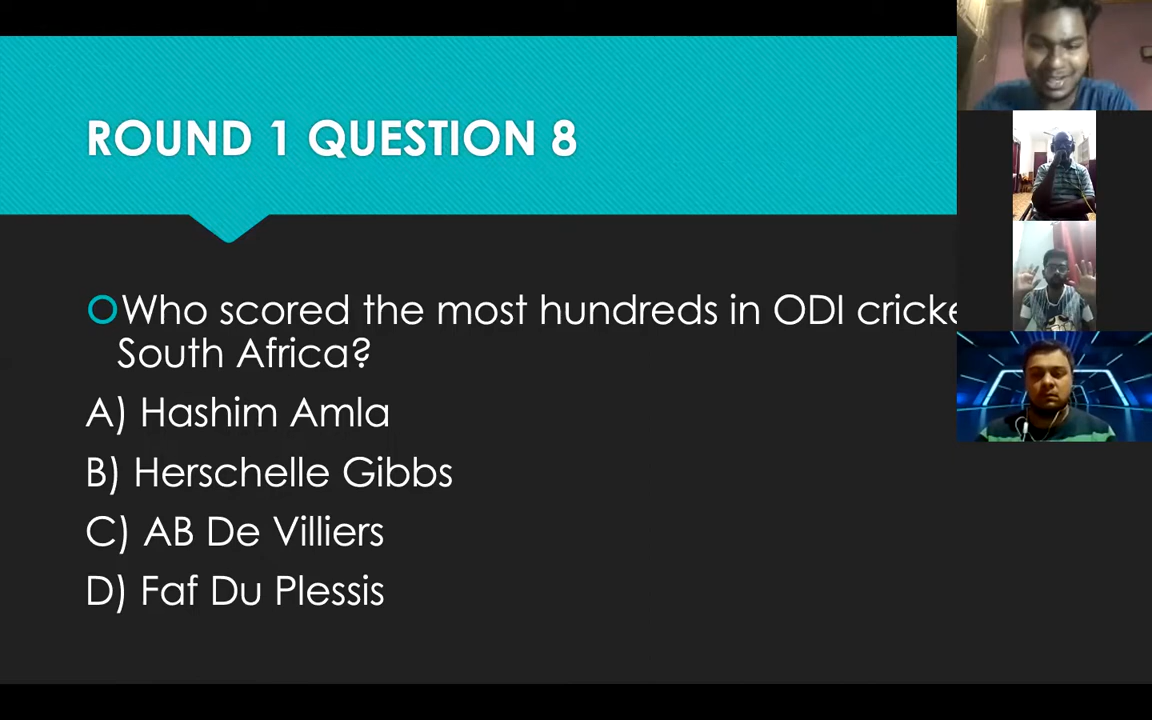 ROUND 1 QUESTION 8
Who scored the most hundreds in ODI
South Africa?
A) Hashim Amla
B) Herschelle Gibbs
C) AB De Villiers
D) Faf Du Plessis